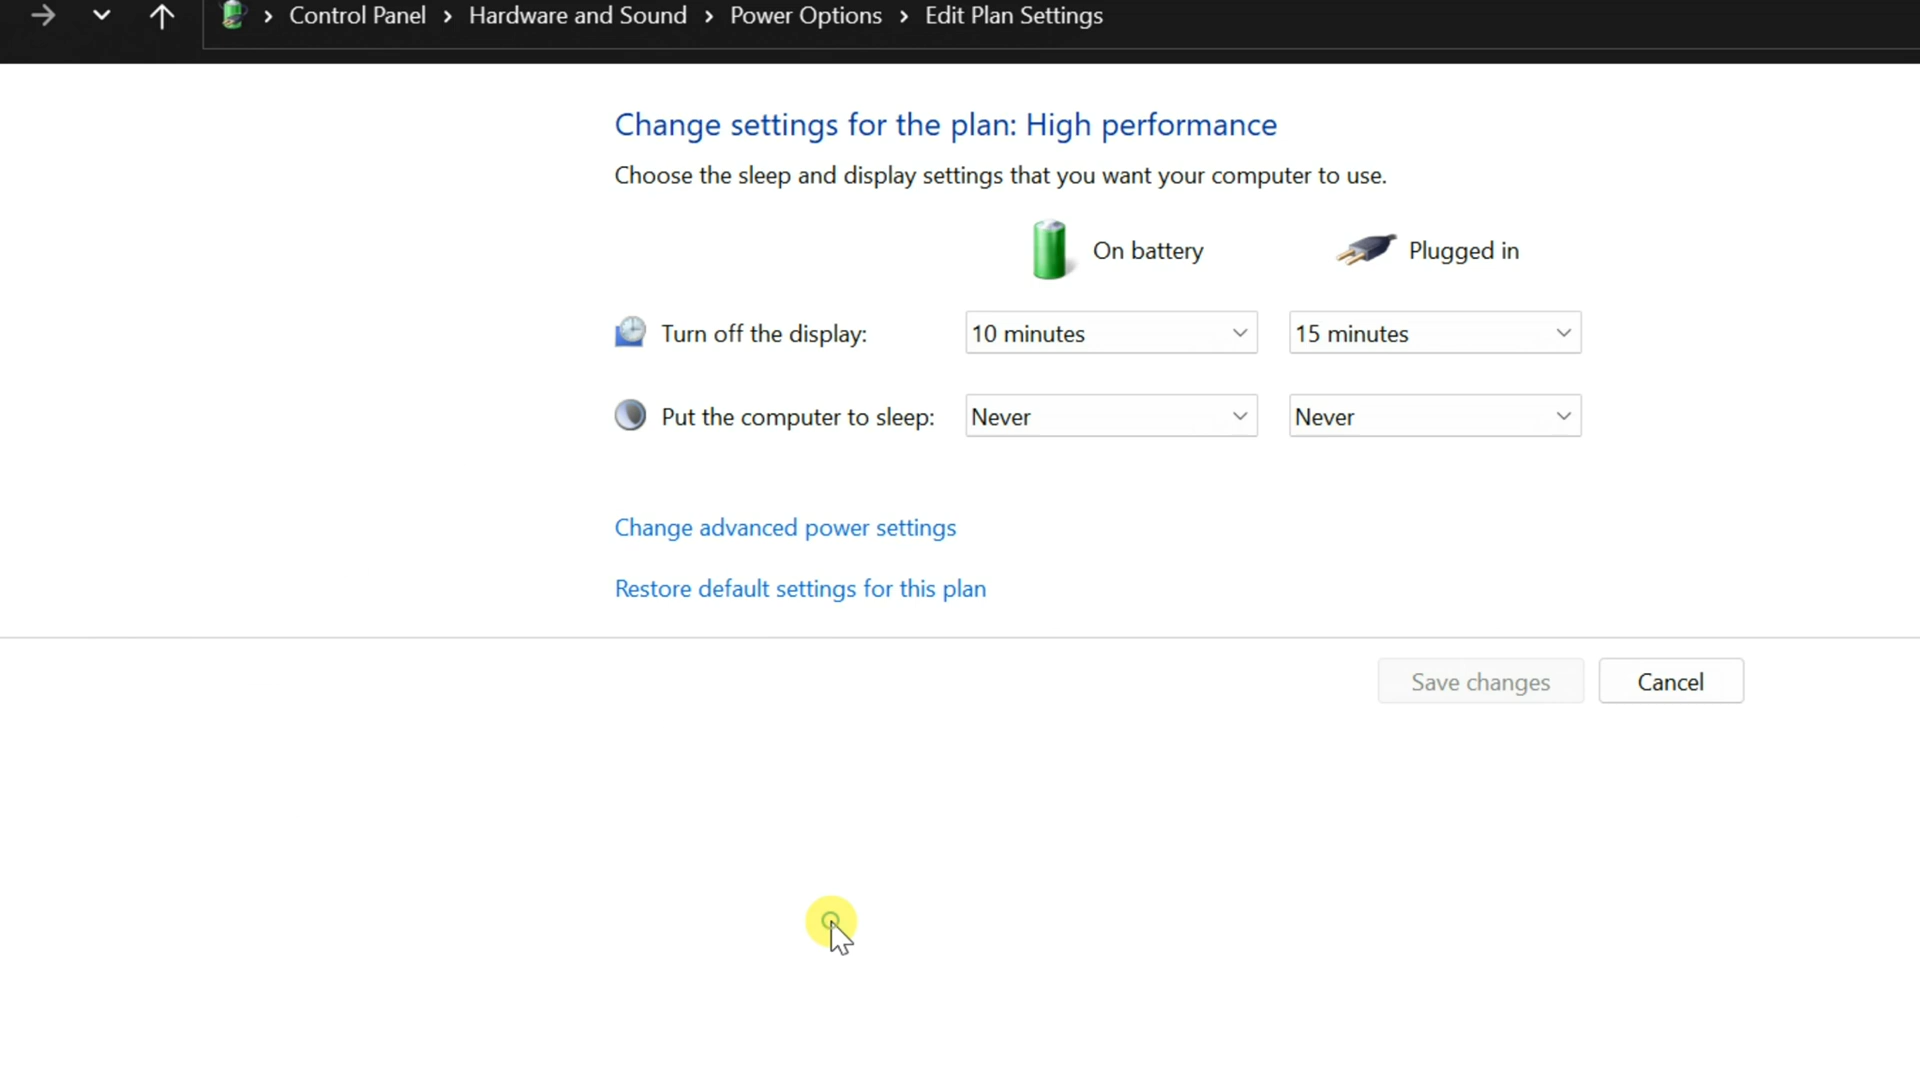 Control Panel > Hardware and Sound > Power Options > Edit Plan Settings
Change settings for the plan: High performance
Choose the sleep and display settings that you want your computer to use.
On battery Plugged in
Turn off the display: 10 minutes 15 minutes
Put the computer to sleep: Never Never
Change advanced power settings
Restore default settings for this plan
Save changes Cancel